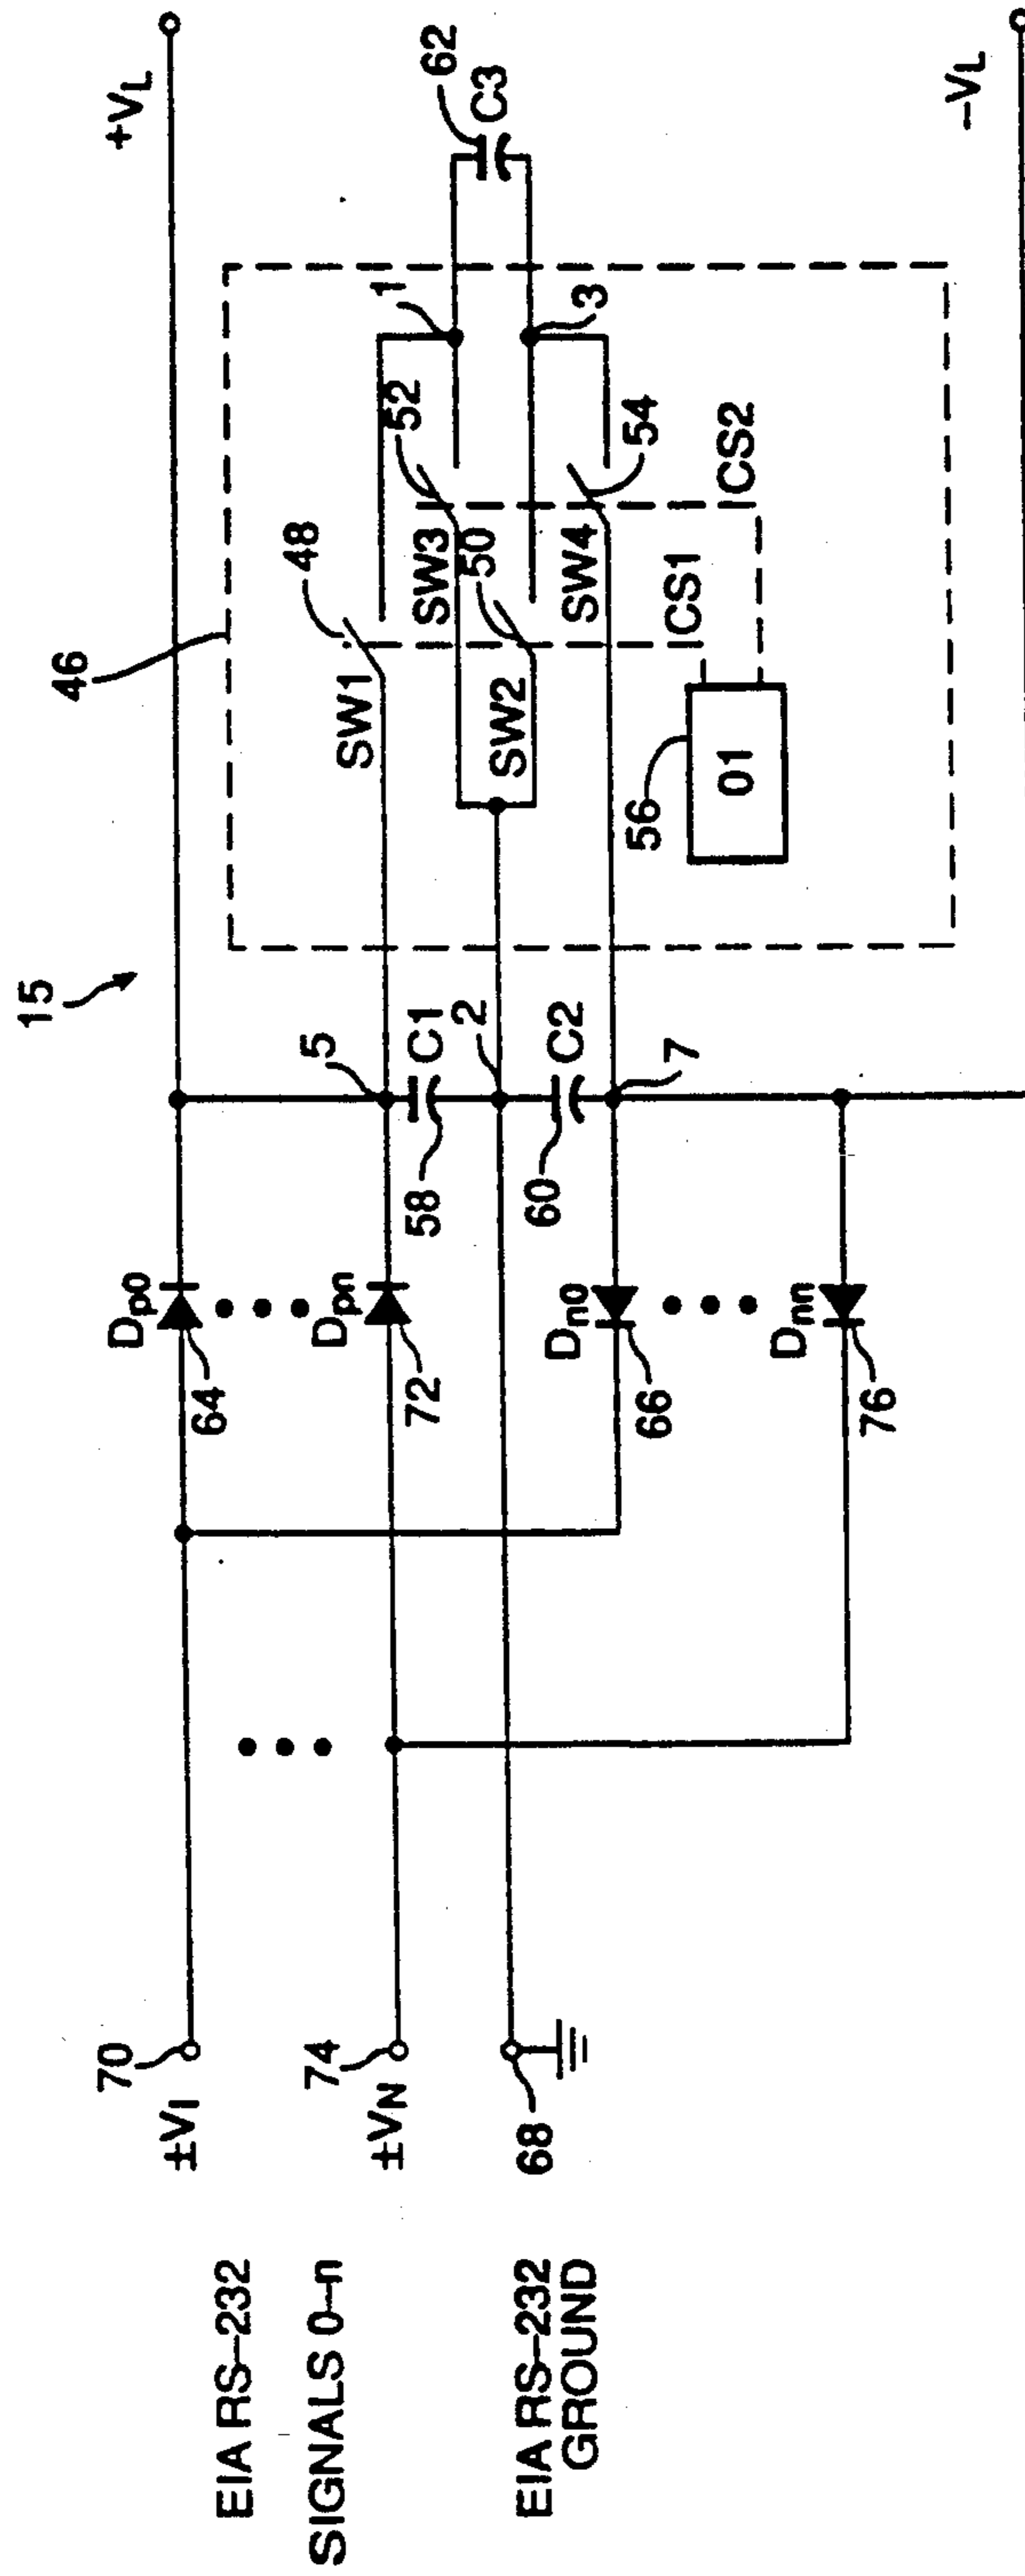 15
46
+VL
48
SW1
52
1
62
C3
SW3
50
3
SW2
SW4
54
CS1
CS2
56
01
5
C1
58
2
60
C2
7
-VL
Dp0
64
Dpn
72
Dn0
66
Dnn
76
70
±VI
74
±VN
68
EIA RS-232
SIGNALS 0-n
EIA RS-232
GROUND